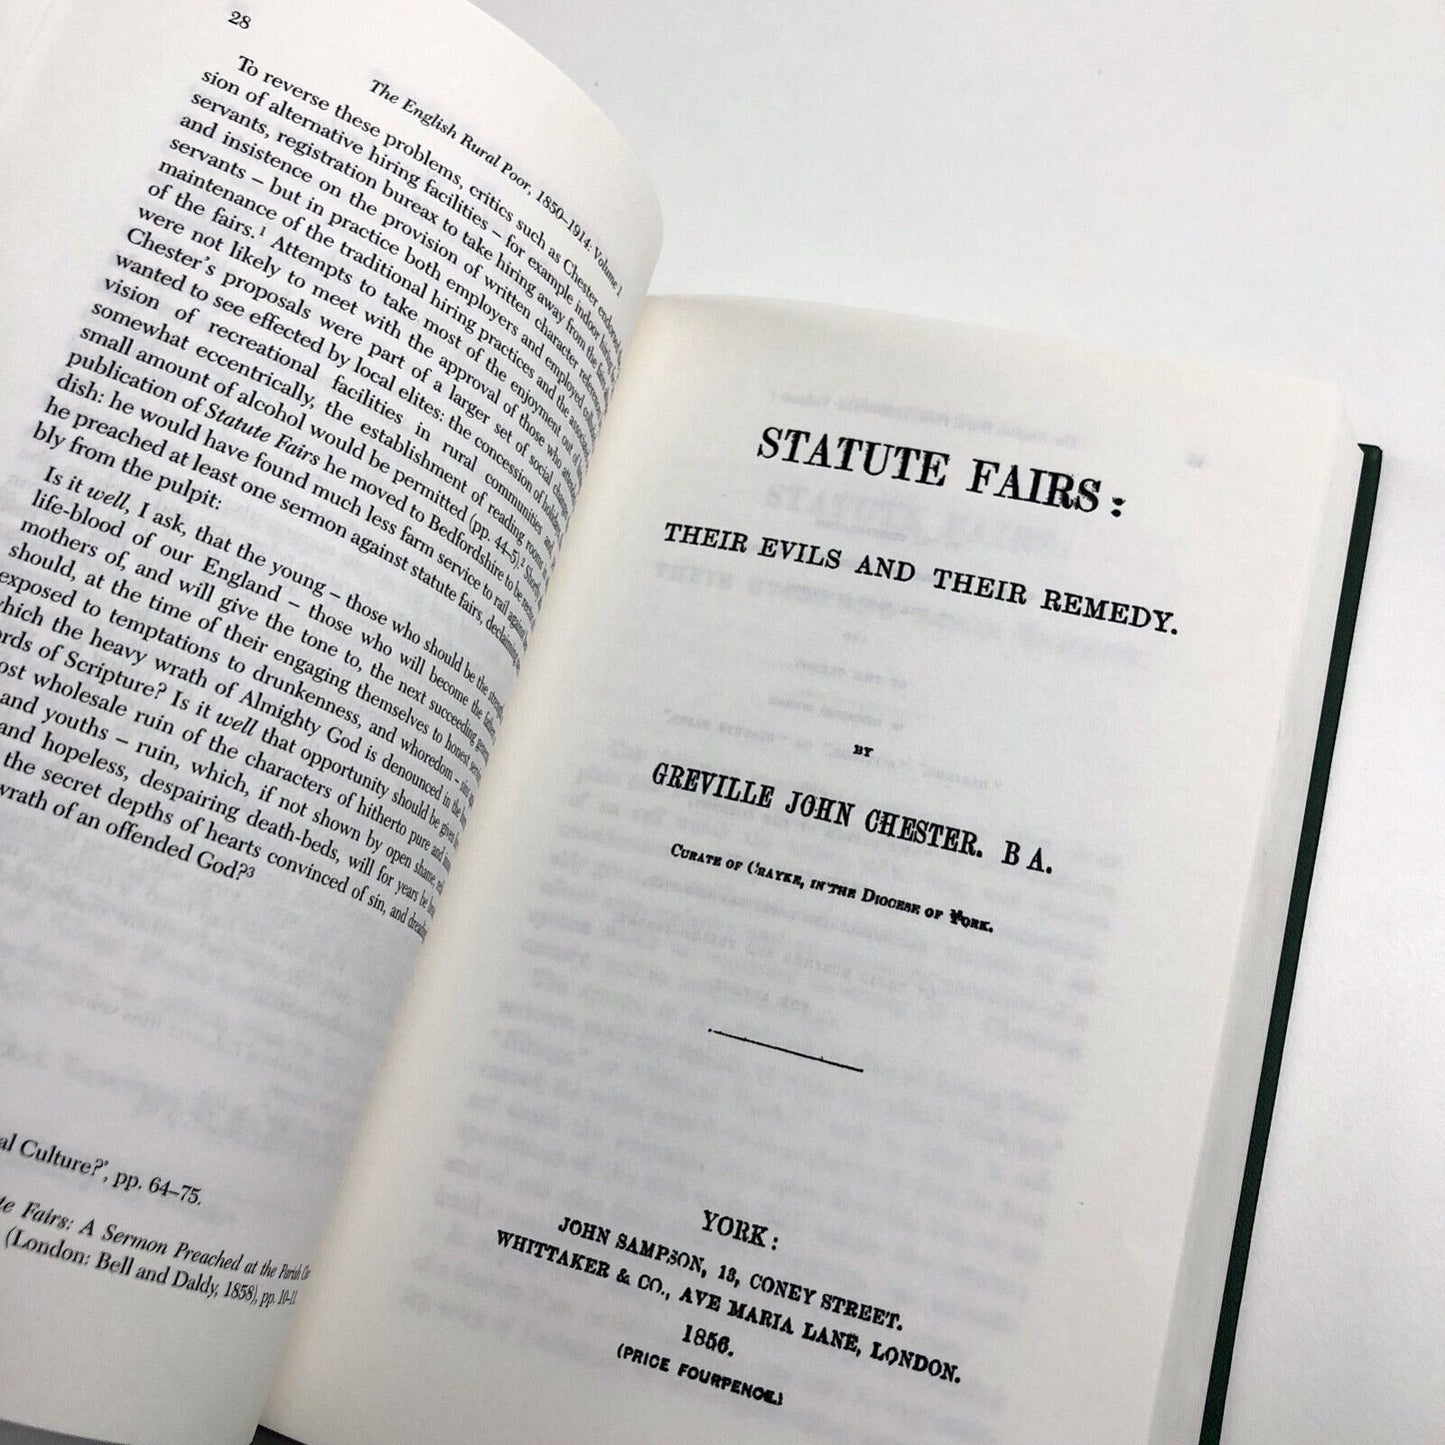 28
The English Rural Poor, 1850–1914: Volume 1
To reverse these problems, critics such as Chester endorsed
sion of alternative hiring facilities – for example indoor hiring
servants, registration bureax to take hiring away from the fairs
and insistence on the provision of written character
servants – but in practice both employers and employed
maintenance of the traditional hiring practices and the
of the fairs.1 Attempts to take most of the enjoyment out of
were not likely to meet with the approval of those who
Chester's proposals were part of a larger set of social
wanted to see effected by local elites: the concession of
vision of recreational facilities in rural communities and,
somewhat eccentrically, the establishment of reading rooms
small amount of alcohol would be permitted (pp. 44–5).2 Shortly
publication of Statute Fairs he moved to Bedfordshire to be
dish: he would have found much less farm service to rail against,
he preached at least one sermon against statute fairs, declaiming
bly from the pulpit:
Is it well, I ask, that the young – those who should be the
life-blood of our England – those who will become the
mothers of, and will give the tone to, the next succeeding
should, at the time of their engaging themselves to honest
exposed to temptations to drunkenness, and whoredom –
which the heavy wrath of Almighty God is denounced in the
of Scripture? Is it well that opportunity should be given
wholesale ruin of the characters of hitherto pure and
and youths – ruin, which, if not shown by open shame,
and hopeless, despairing death-beds, will for years be
the secret depths of hearts convinced of sin, and
wrath of an offended God?3
Culture?', pp. 64–75.
Fairs: A Sermon Preached at the Parish
(London: Bell and Daldy, 1858), pp. 10–11.
STATUTE FAIRS:
THEIR EVILS AND THEIR REMEDY.
BY
GREVILLE JOHN CHESTER. B A.
CURATE OF CRAYKE, IN THE DIOCESE OF YORK.
YORK:
JOHN SAMPSON, 13, CONEY STREET.
WHITTAKER & CO., AVE MARIA LANE, LONDON.
1856.
(PRICE FOURPENCE.)